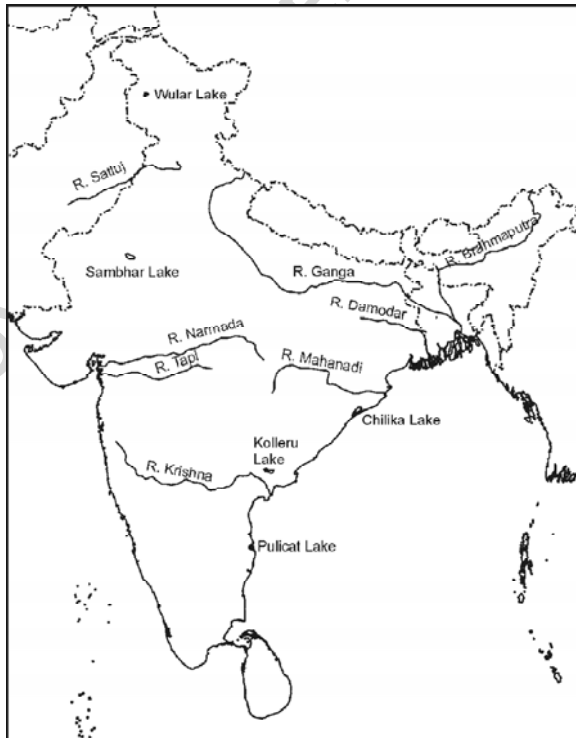 Wular Lake
R. Satluj
Sambhar Lake
R. Brahmaputra
R. Ganga
R. Damodar
R. Narmada
R. Tapi
R. Mahanadi
Chilika Lake
Kolleru
Lake
R. Krishna
Pulicat Lake